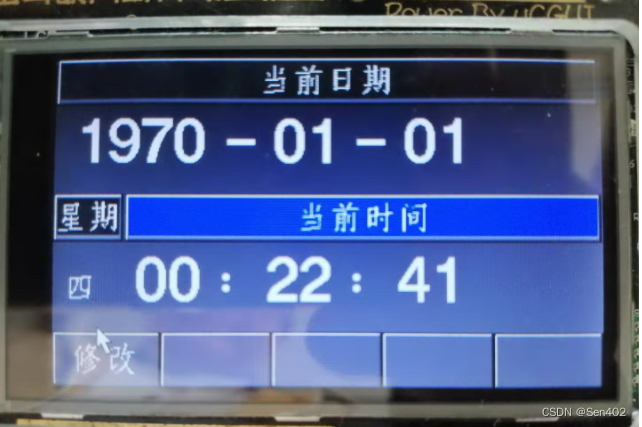 Power By uCGUI
当前日期
1970-01-01
星期 当前时间
四 00:22:41
修改
CSDN @Sen402